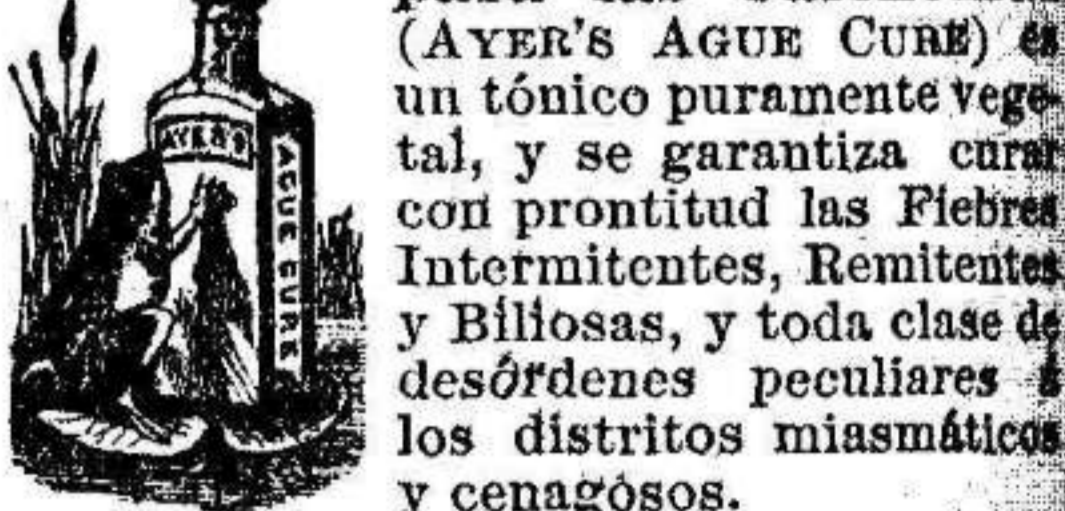 AYER'S
AGUE CURE
(AYER'S AGUE CURE) es
un tónico puramente vege-
tal, y se garantiza curar
con prontitud las Fiebres
Intermitentes, Remitentes
y Biliosas, y toda clase de
desórdenes peculiares á
los distritos miasmáticos
y cenagósos.